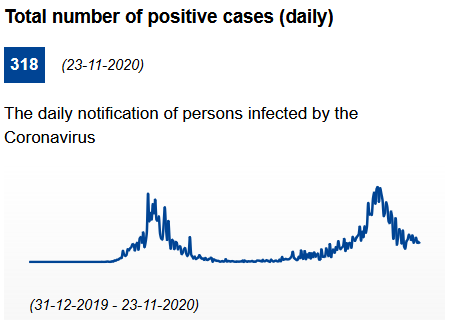 Total number of positive cases (daily)
318 (23-11-2020)
The daily notification of persons infected by the
Coronavirus
(31-12-2019 - 23-11-2020)